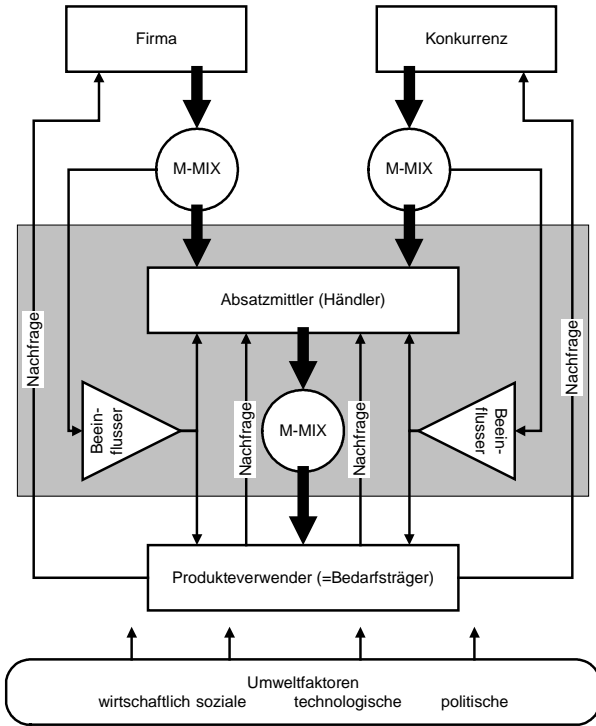 Firma
Konkurrenz
M-MIX
M-MIX
Absatzmittler (Händler)
Nachfrage
Beein-
flusser
Nachfrage
M-MIX
Nachfrage
Beein-
flusser
Nachfrage
Produkteverwender (=Bedarfsträger)
Umweltfaktoren
wirtschaftlich soziale technologische politische